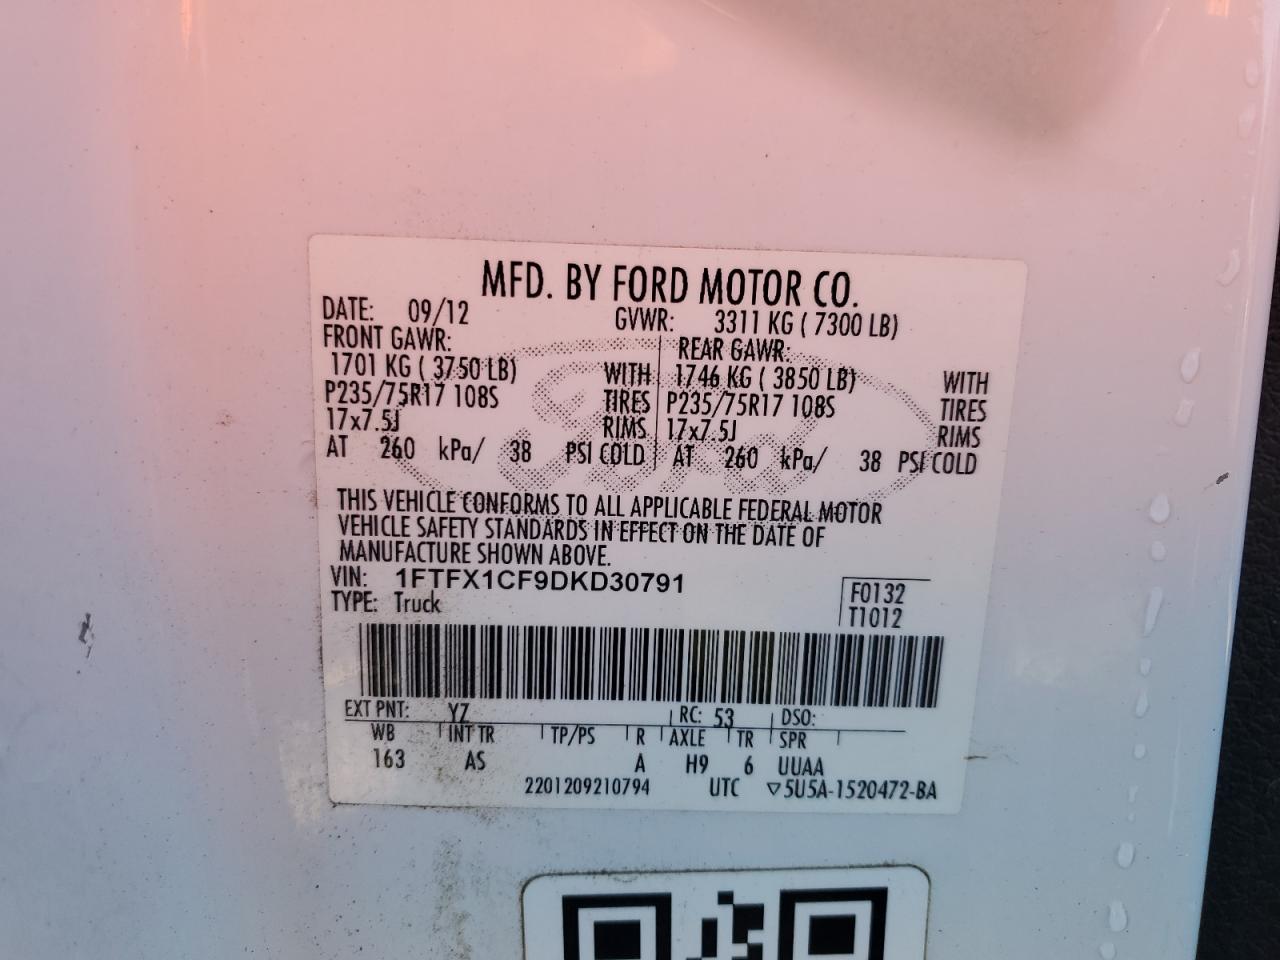 MFD. BY FORD MOTOR CO.
DATE: 09/12 GVWR: 3311 KG ( 7300 LB)
FRONT GAWR: REAR GAWR:
1701 KG ( 3750 LB) WITH 1746 KG ( 3850 LB) WITH
P235/75R17 108S TIRES P235/75R17 108S TIRES
17x7.5J RIMS 17x7.5J RIMS
AT 260 kPa/ 38 PSI COLD AT 260 kPa/ 38 PSI COLD
Ford
THIS VEHICLE CONFORMS TO ALL APPLICABLE FEDERAL MOTOR
VEHICLE SAFETY STANDARDS IN EFFECT ON THE DATE OF
MANUFACTURE SHOWN ABOVE.
VIN: 1FTFX1CF9DKD30791 F0132
TYPE: Truck T1012
EXT PNT: YZ RC: 53 DSO:
WB INT TR TP/PS R AXLE TR SPR
163 AS A H9 6 UUAA
2201209210794 UTC ▽5U5A-1520472-BA